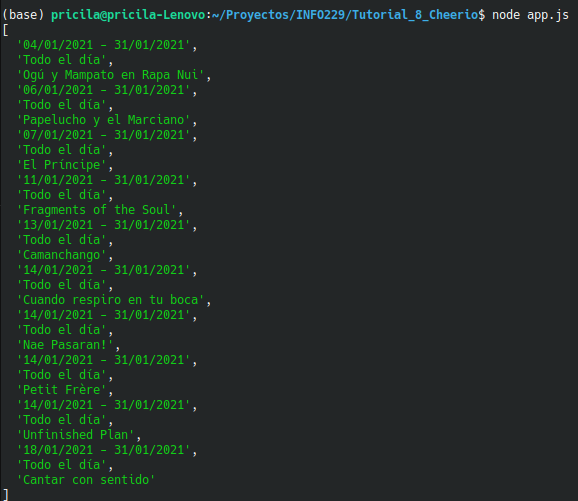 (base) pricila@pricila-Lenovo:~/Proyectos/INFO229/Tutorial_8_Cheerio$ node app.js
[
  '04/01/2021 - 31/01/2021',
  'Todo el día',
  'Ogú y Mampato en Rapa Nui',
  '06/01/2021 - 31/01/2021',
  'Todo el día',
  'Papelucho y el Marciano',
  '07/01/2021 - 31/01/2021',
  'Todo el día',
  'El Príncipe',
  '11/01/2021 - 31/01/2021',
  'Todo el día',
  'Fragments of the Soul',
  '13/01/2021 - 31/01/2021',
  'Todo el día',
  'Camanchango',
  '14/01/2021 - 31/01/2021',
  'Todo el día',
  'Cuando respiro en tu boca',
  '14/01/2021 - 31/01/2021',
  'Todo el día',
  'Nae Pasaran!',
  '14/01/2021 - 31/01/2021',
  'Todo el día',
  'Petit Frère',
  '14/01/2021 - 31/01/2021',
  'Todo el día',
  'Unfinished Plan',
  '18/01/2021 - 31/01/2021',
  'Todo el día',
  'Cantar con sentido'
]